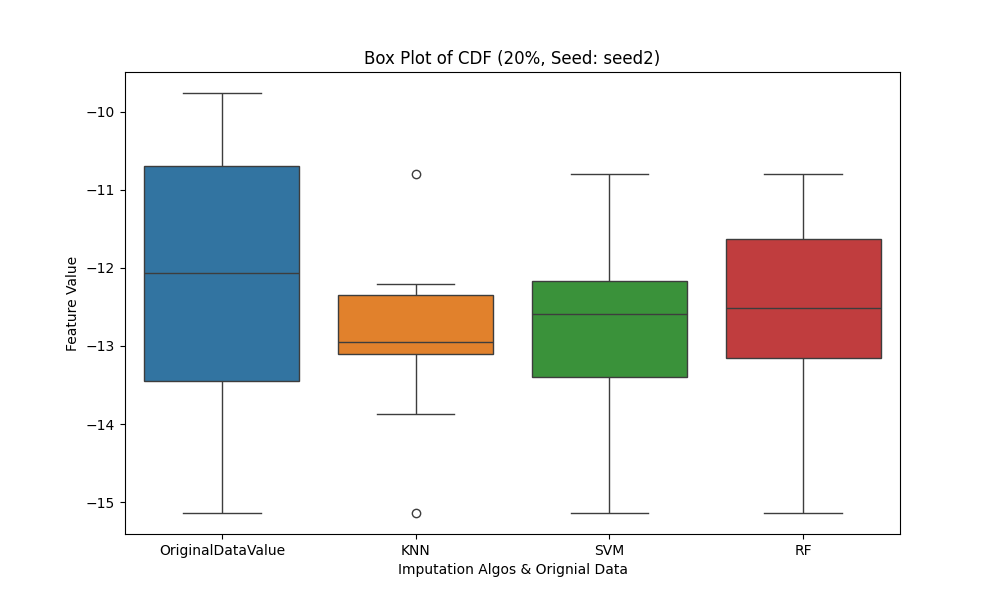 Box Plot of CDF (20%, Seed: seed2)
−10
−11
−12
−13
−14
−15
Feature Value
OriginalDataValue KNN SVM RF
Imputation Algos & Orignial Data